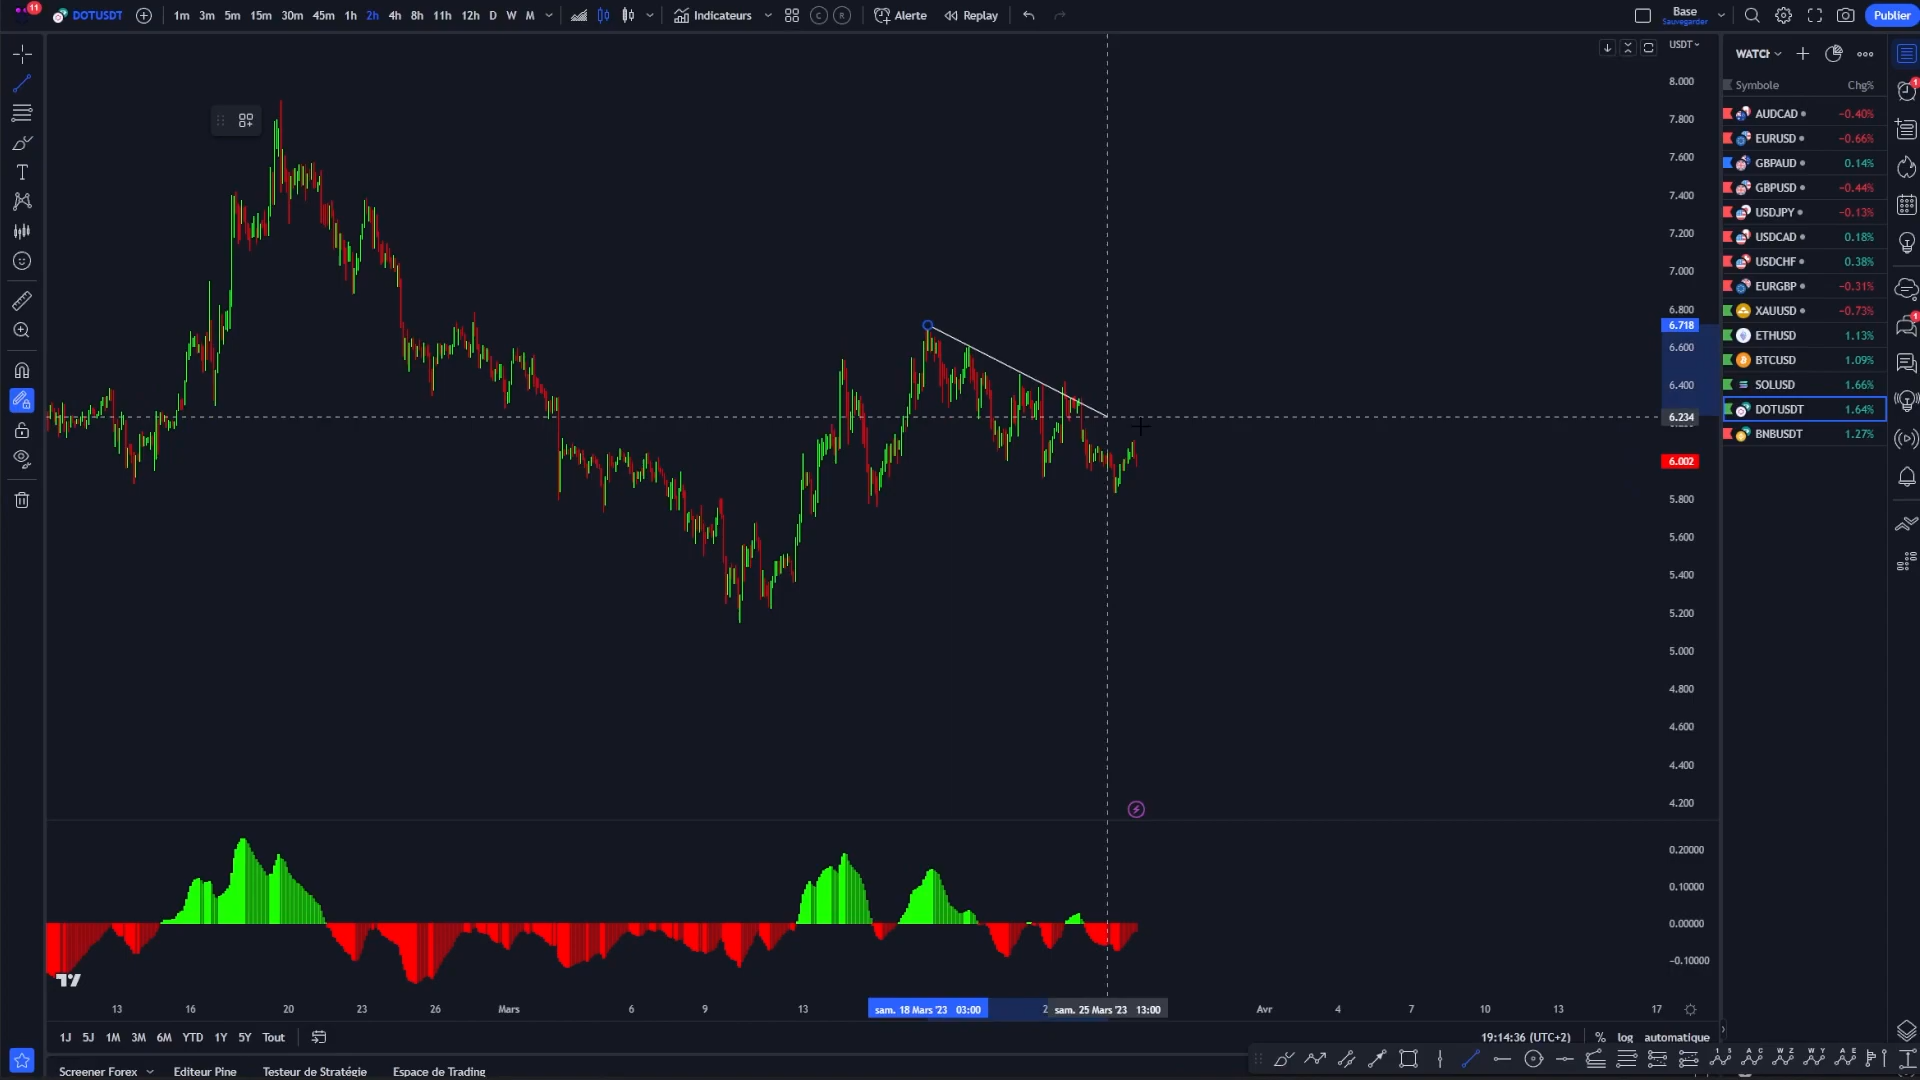 11
DOTUSDT
1m 3m 5m 15m 30m 45m 1h 2h 4h 8h 11h 12h D W M
Indicateurs
C R
Alerte
Replay
Base
Sauvegarder
Publier
USDT
8.000
7.800
7.600
7.400
7.200
7.000
6.800
6.718
6.600
6.400
6.234
6.002
5.800
5.600
5.400
5.200
5.000
4.800
4.600
4.400
4.200
0.20000
0.10000
0.00000
−0.10000
WATCH
Symbole Chg%
AUDCAD −0.40%
EURUSD −0.66%
GBPAUD 0.14%
GBPUSD −0.44%
USDJPY −0.13%
USDCAD 0.18%
USDCHF 0.38%
EURGBP −0.31%
XAUUSD −0.73%
ETHUSD 1.13%
BTCUSD 1.09%
SOLUSD 1.66%
DOTUSDT 1.64%
BNBUSDT 1.27%
13 16 20 23 26 Mars 6 9 13 sam. 18 Mars '23 03:00 2 sam. 25 Mars '23 13:00 Avr 4 7 10 13 17
1J 5J 1M 3M 6M YTD 1Y 5Y Tout
19:14:36 (UTC+2) % log automatique
Screener Forex Editeur Pine Testeur de Stratégie Espace de Trading